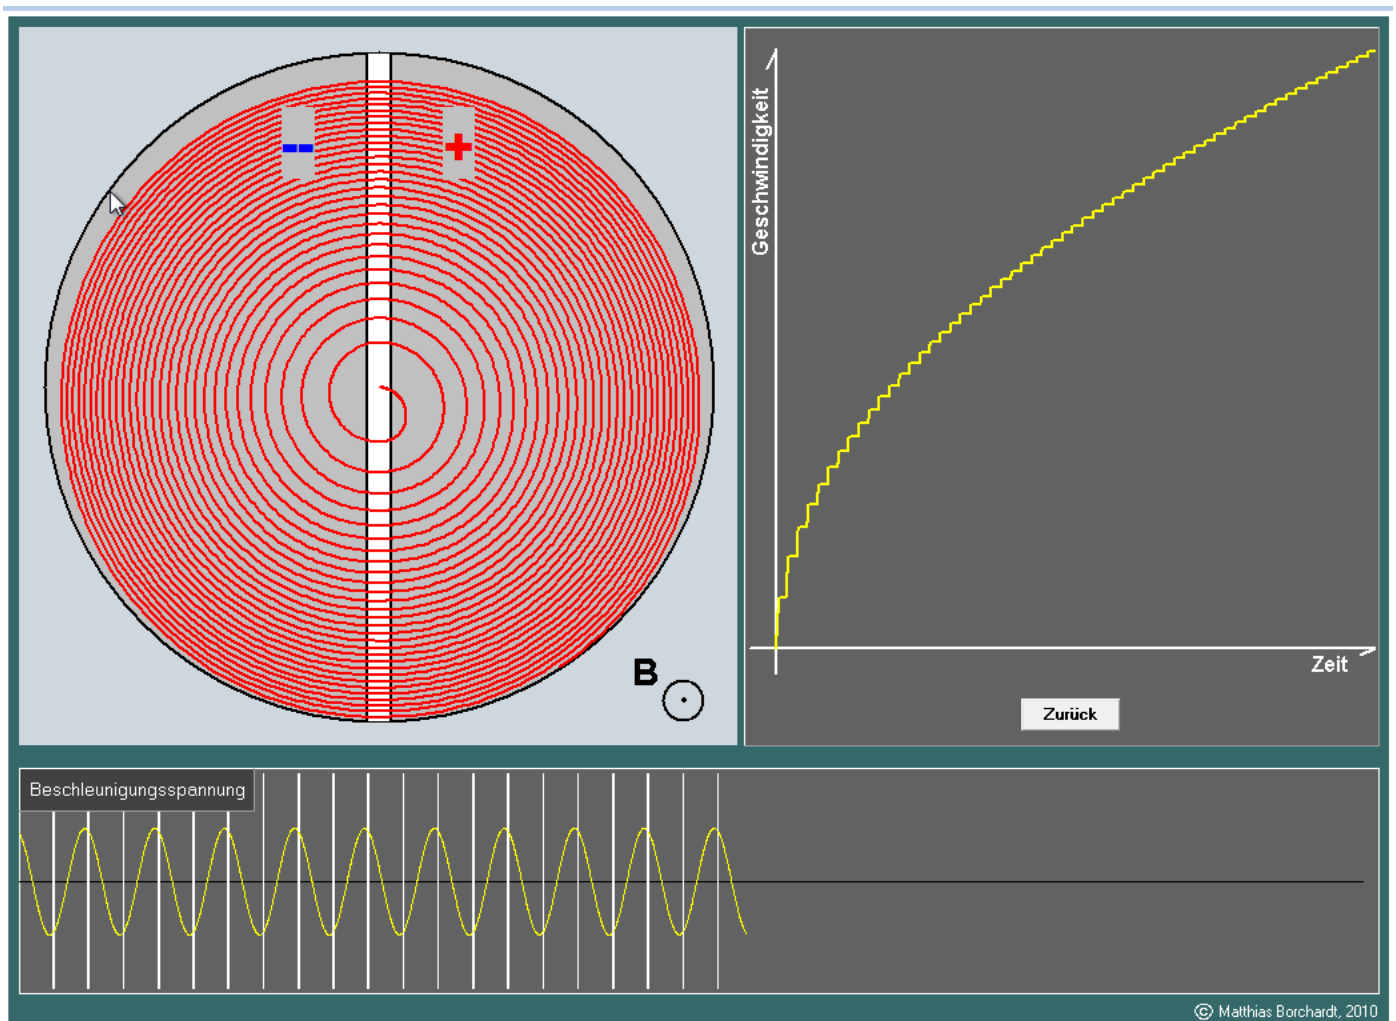 --
+
B
Geschwindigkeit
Zeit
Zurück
Beschleunigungsspannung
© Matthias Borchardt, 2010